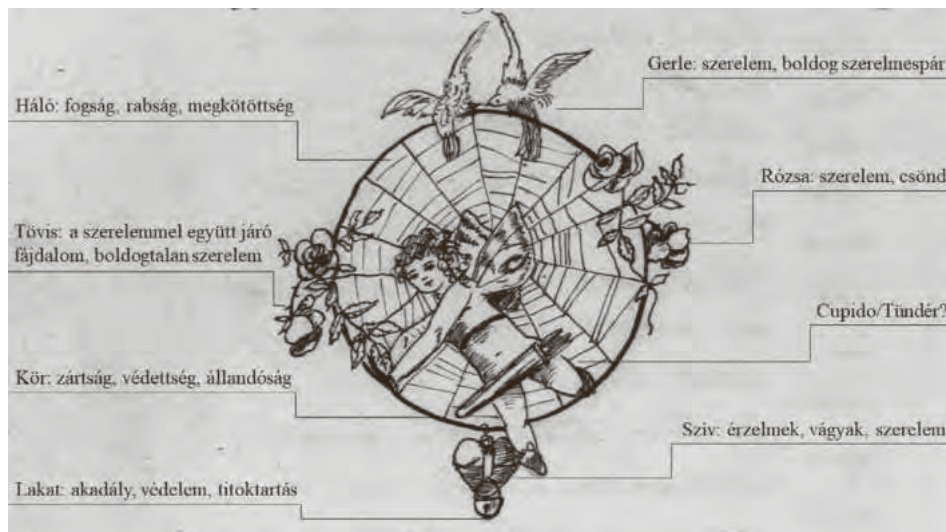 Gerle: szerelem, boldog szerelmespár
Háló: fogság, rabság, megkötöttség
Rózsa: szerelem, csönd
Tövis: a szerelemmel együtt járó
fájdalom, boldogtalan szerelem
Cupido/Tündér?
Kör: zártság, védettség, állandóság
Szív: érzelmek, vágyak, szerelem
Lakat: akadály, védelem, titoktartás